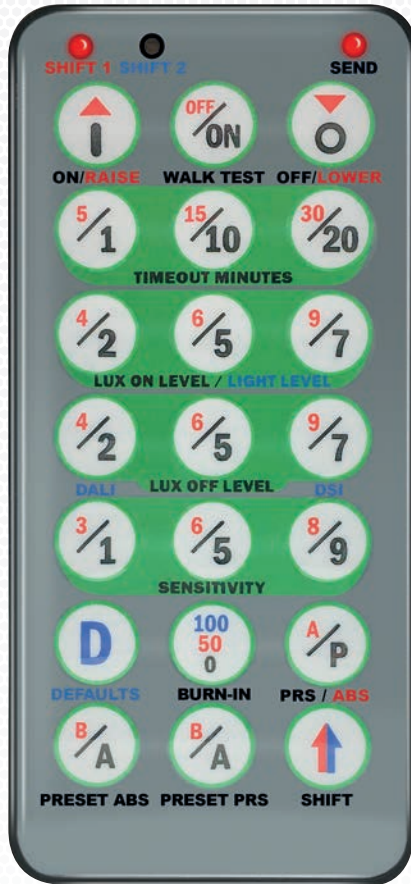 SHIFT 1 SHIFT 2 SEND
OFF/ON
ON/RAISE WALK TEST OFF/LOWER
5/1 15/10 30/20
TIMEOUT MINUTES
4/2 6/5 9/7
LUX ON LEVEL / LIGHT LEVEL
4/2 6/5 9/7
DALI LUX OFF LEVEL DSI
3/1 6/5 8/9
SENSITIVITY
D 100 A/P
50
0
DEFAULTS BURN-IN PRS / ABS
B/A B/A
PRESET ABS PRESET PRS SHIFT